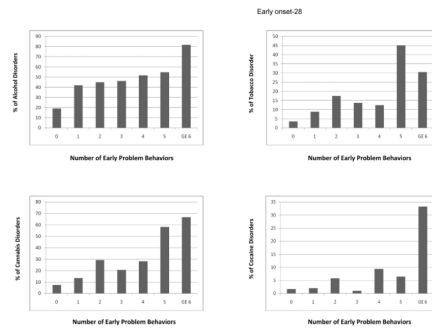 Early onset-28
% of Alcohol Disorders
90
80
70
60
50
40
30
20
10
0
0 1 2 3 4 5 GE 6
Number of Early Problem Behaviors
% of Tobacco Disorder
50
45
40
35
30
25
20
15
10
5
0
0 1 2 3 4 5 GE 6
Number of Early Problem Behaviors
% of Cannabis Disorders
80
70
60
50
40
30
20
10
0
0 1 2 3 4 5 GE 6
Number of Early Problem Behaviors
% of Cocaine Disorders
35
30
25
20
15
10
5
0
0 1 2 3 4 5 GE 6
Number of Early Problem Behaviors